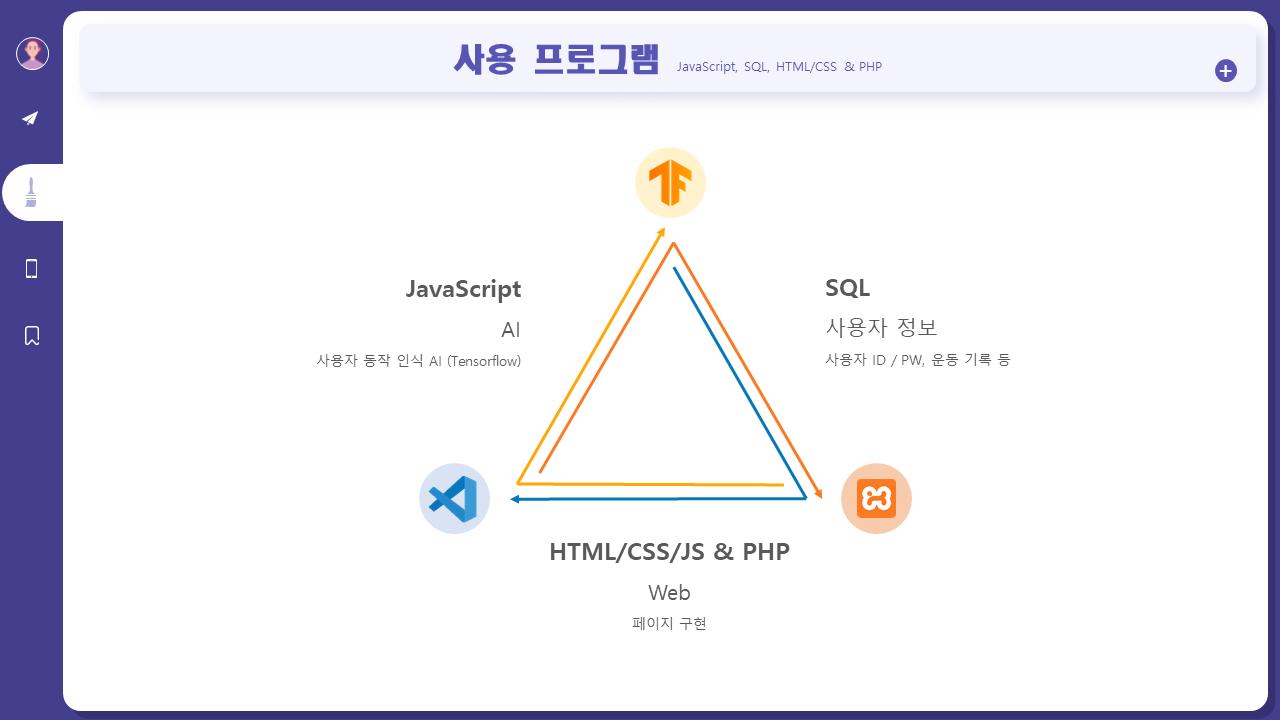 사용 프로그램 JavaScript, SQL, HTML/CSS & PHP
JavaScript
AI
사용자 동작 인식 AI (Tensorflow)
SQL
사용자 정보
사용자 ID / PW, 운동 기록 등
HTML/CSS/JS & PHP
Web
페이지 구현